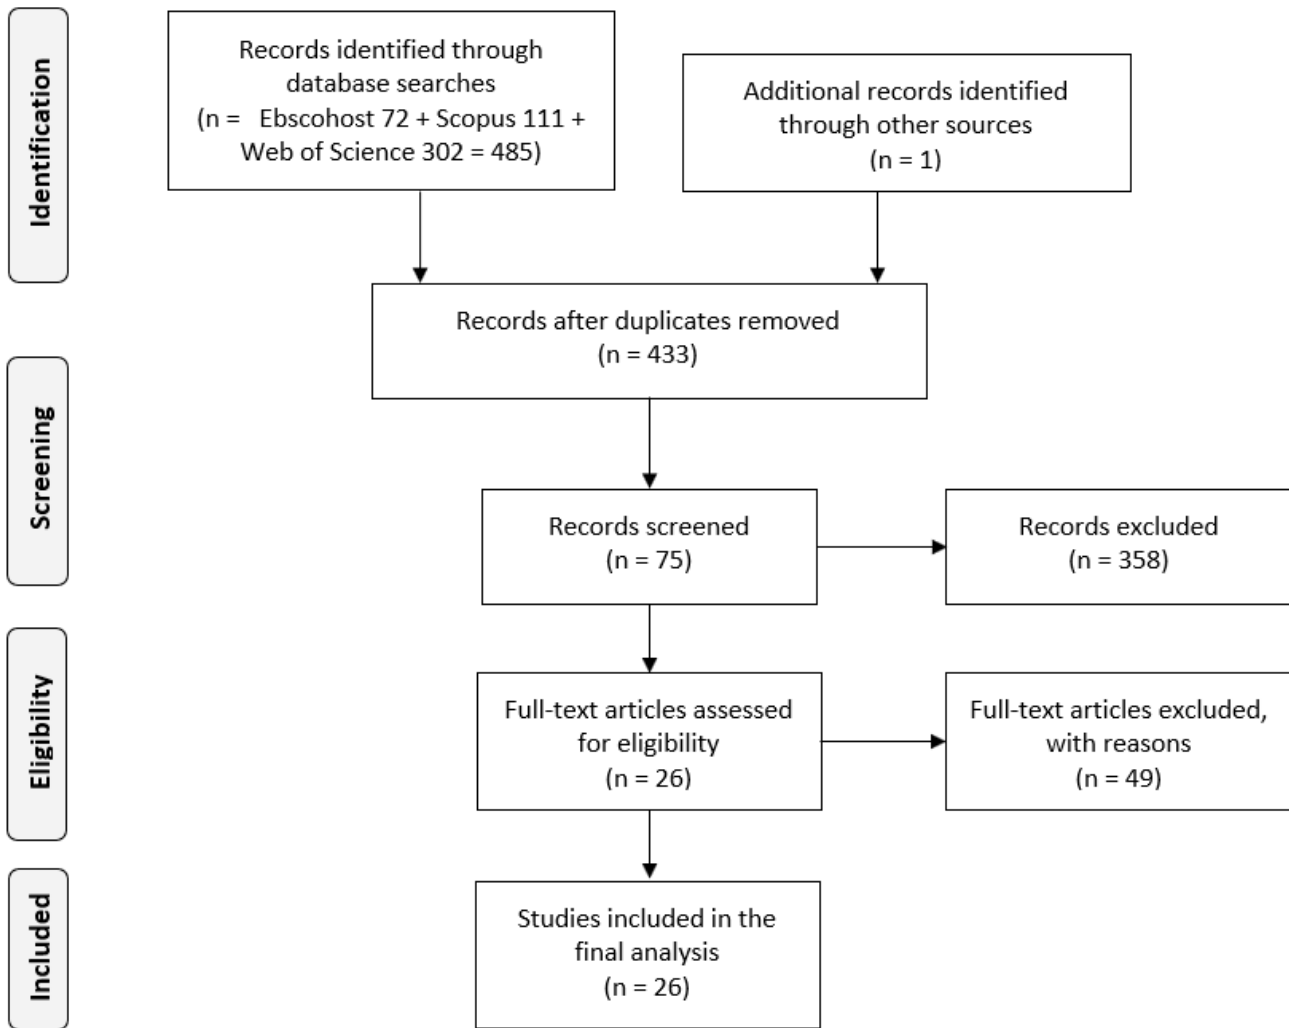 Identification
Records identified through
database searches
(n = Ebscohost 72 + Scopus 111 +
Web of Science 302 = 485)
Additional records identified
through other sources
(n = 1)
Records after duplicates removed
(n = 433)
Screening
Records screened
(n = 75)
Records excluded
(n = 358)
Eligibility
Full-text articles assessed
for eligibility
(n = 26)
Full-text articles excluded,
with reasons
(n = 49)
Included
Studies included in the
final analysis
(n = 26)